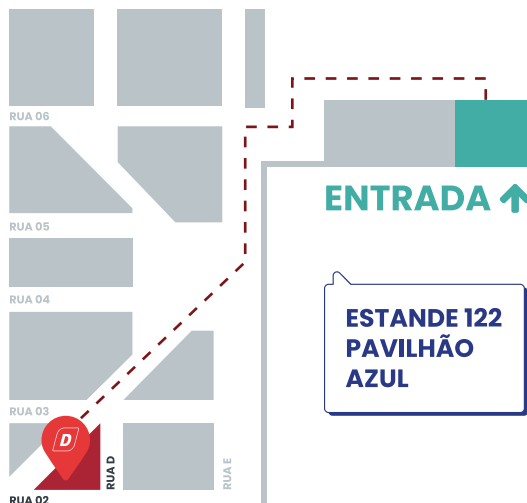 RUA 06
ENTRADA
RUA 05
RUA 04
ESTANDE 122
PAVILHÃO
AZUL
RUA 03
D
RUA D
RUA E
RUA 02